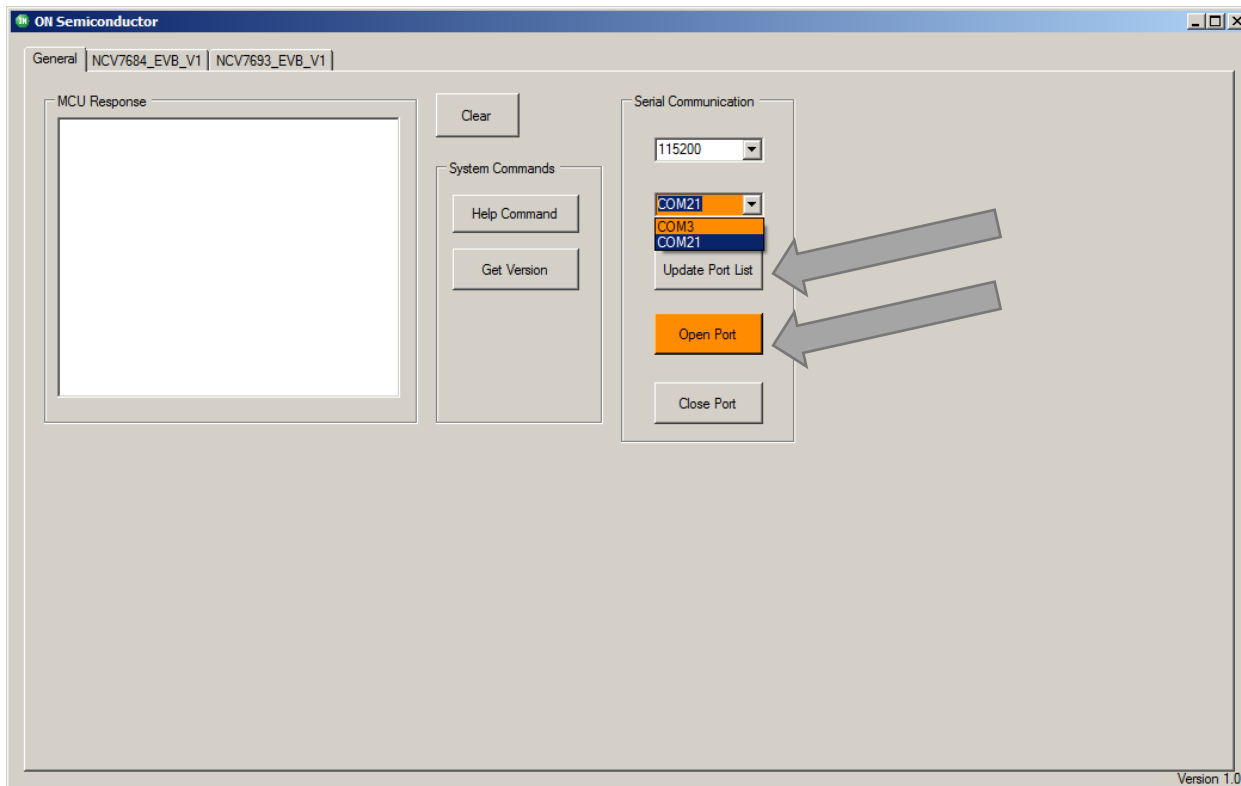 ON Semiconductor
General NCV7684_EVB_V1 NCV7693_EVB_V1
MCU Response
Clear
System Commands
Help Command
Get Version
Serial Communication
115200
COM21
COM3
COM21
Update Port List
Open Port
Close Port
Version 1.0